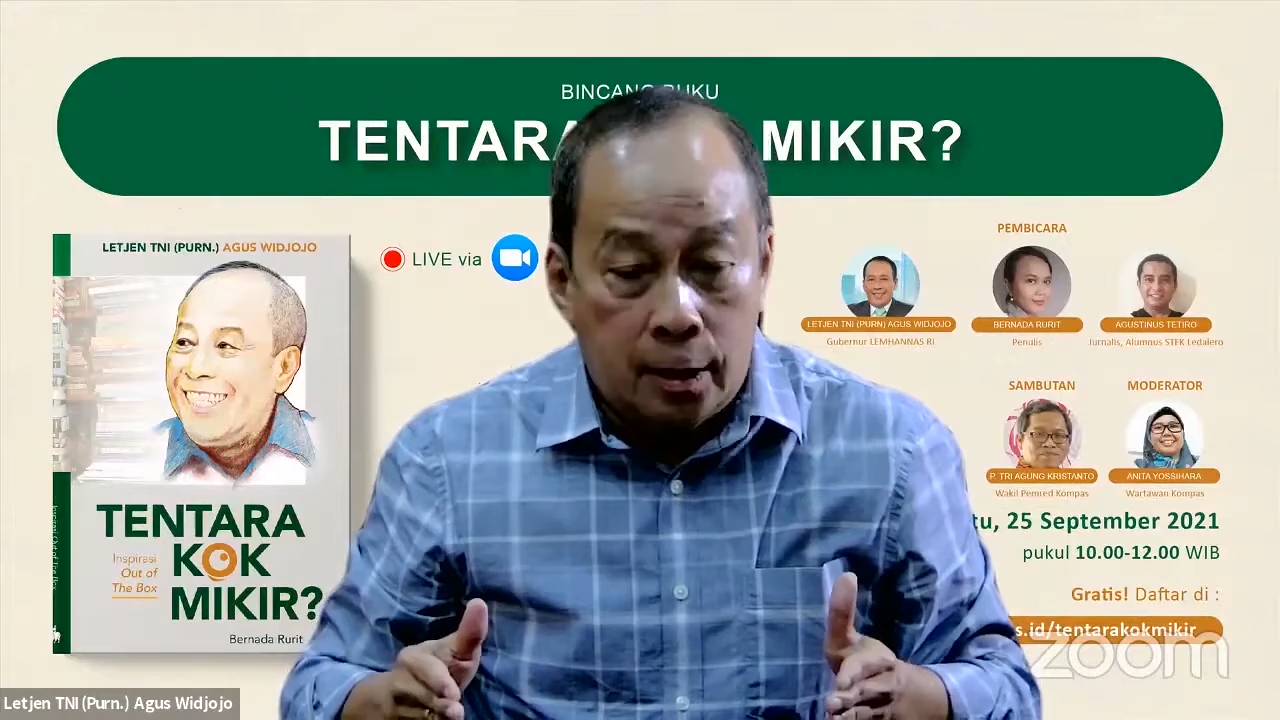 BINCANG BUKU
TENTARA MIKIR?
LETJEN TNI (PURN.) AGUS WIDJOJO
TENTARA
KOK
MIKIR?
Inspirasi
Out of
The Box
Bernada Rurit
LIVE via
PEMBICARA
LETJEN TNI (PURN) AGUS WIDJOJO
Gubernur LEMHANNAS RI
BERNADA RURIT
Penulis
AGUSTINUS TETIRO
Jurnalis, Alumnus STFK Ledalero
SAMBUTAN
P. TRI AGUNG KRISTANTO
Wakil Pemred Kompas
MODERATOR
ANITA YOSSIHARA
Wartawan Kompas
tu, 25 September 2021
pukul 10.00-12.00 WIB
Gratis! Daftar di :
s.id/tentarakokmikir
zoom
Letjen TNI (Purn.) Agus Widjojo